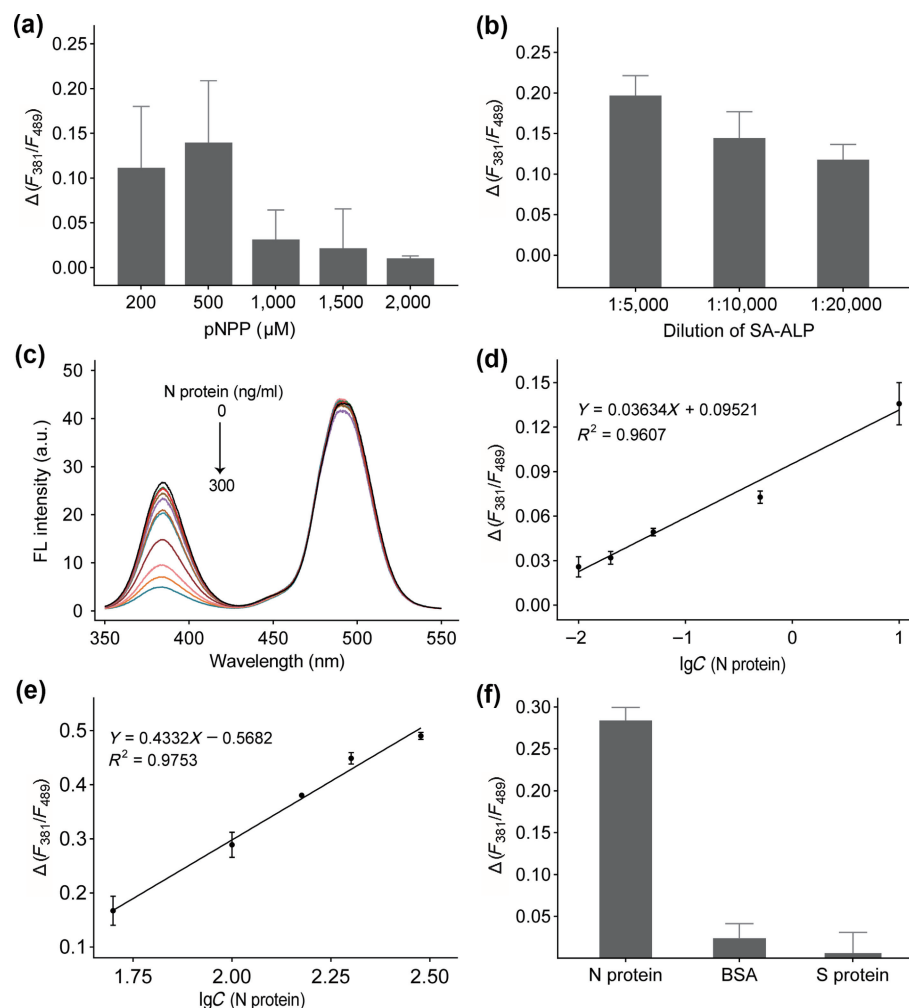 (a)
0.25
0.20
0.15
0.10
0.05
0.00
Δ (F381/F489)
200 500 1,000 1,500 2,000
pNPP (μM)
(b)
0.25
0.20
0.15
0.10
0.05
0.00
Δ (F381/F489)
1:5,000 1:10,000 1:20,000
Dilution of SA-ALP
(c)
50
40
30
20
10
0
FL intensity (a.u.)
N protein (ng/ml)
0
300
350 400 450 500 550
Wavelength (nm)
(d)
0.15
0.12
0.09
0.06
0.03
0.00
Δ (F381/F489)
Y = 0.03634X + 0.09521
R² = 0.9607
−2 −1 0 1
lgC (N protein)
(e)
0.5
0.4
0.3
0.2
0.1
Δ (F381/F489)
Y = 0.4332X − 0.5682
R² = 0.9753
1.75 2.00 2.25 2.50
lgC (N protein)
(f)
0.30
0.25
0.20
0.15
0.10
0.05
Δ (F381/F489)
N protein BSA S protein